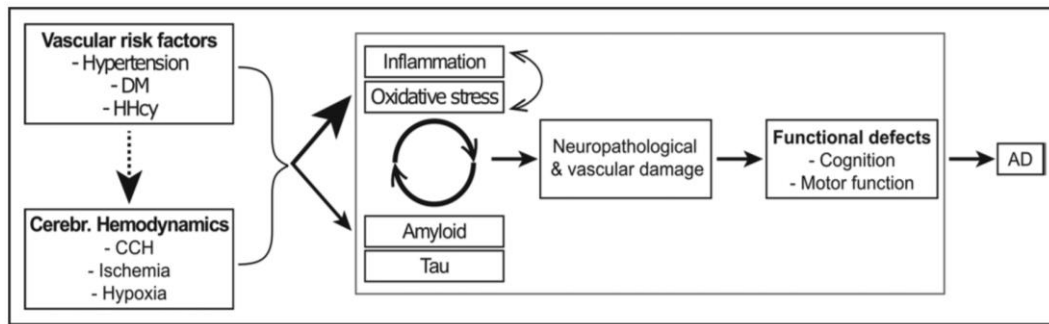 Vascular risk factors
- Hypertension
- DM
- HHcy
Cerebr. Hemodynamics
- CCH
- Ischemia
- Hypoxia
Inflammation
Oxidative stress
Amyloid
Tau
Neuropathological
& vascular damage
Functional defects
- Cognition
- Motor function
AD